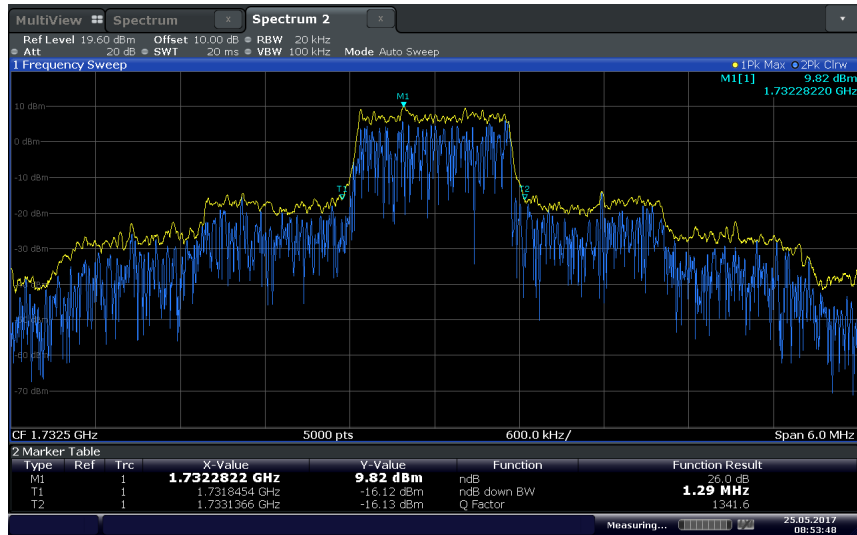 MultiView Spectrum x Spectrum 2 x
Ref Level 19.60 dBm Offset 10.00 dB RBW 20 kHz
Att 20 dB SWT 20 ms VBW 100 kHz Mode Auto Sweep
1 Frequency Sweep 1Pk Max 2Pk Clrw
M1[1] 9.82 dBm
1.73228220 GHz
M1
10 dBm
0 dBm
-10 dBm
T1 T2
-20 dBm
-30 dBm
-60 dBm
-70 dBm
CF 1.7325 GHz 5000 pts 600.0 kHz/ Span 6.0 MHz
2 Marker Table
Type Ref Trc X-Value Y-Value Function Function Result
M1 1 1.7322822 GHz 9.82 dBm ndB 26.0 dB
T1 1 1.7318454 GHz -16.12 dBm ndB down BW 1.29 MHz
T2 1 1.7331366 GHz -16.13 dBm Q Factor 1341.6
Measuring... 25.05.2017
08:53:48